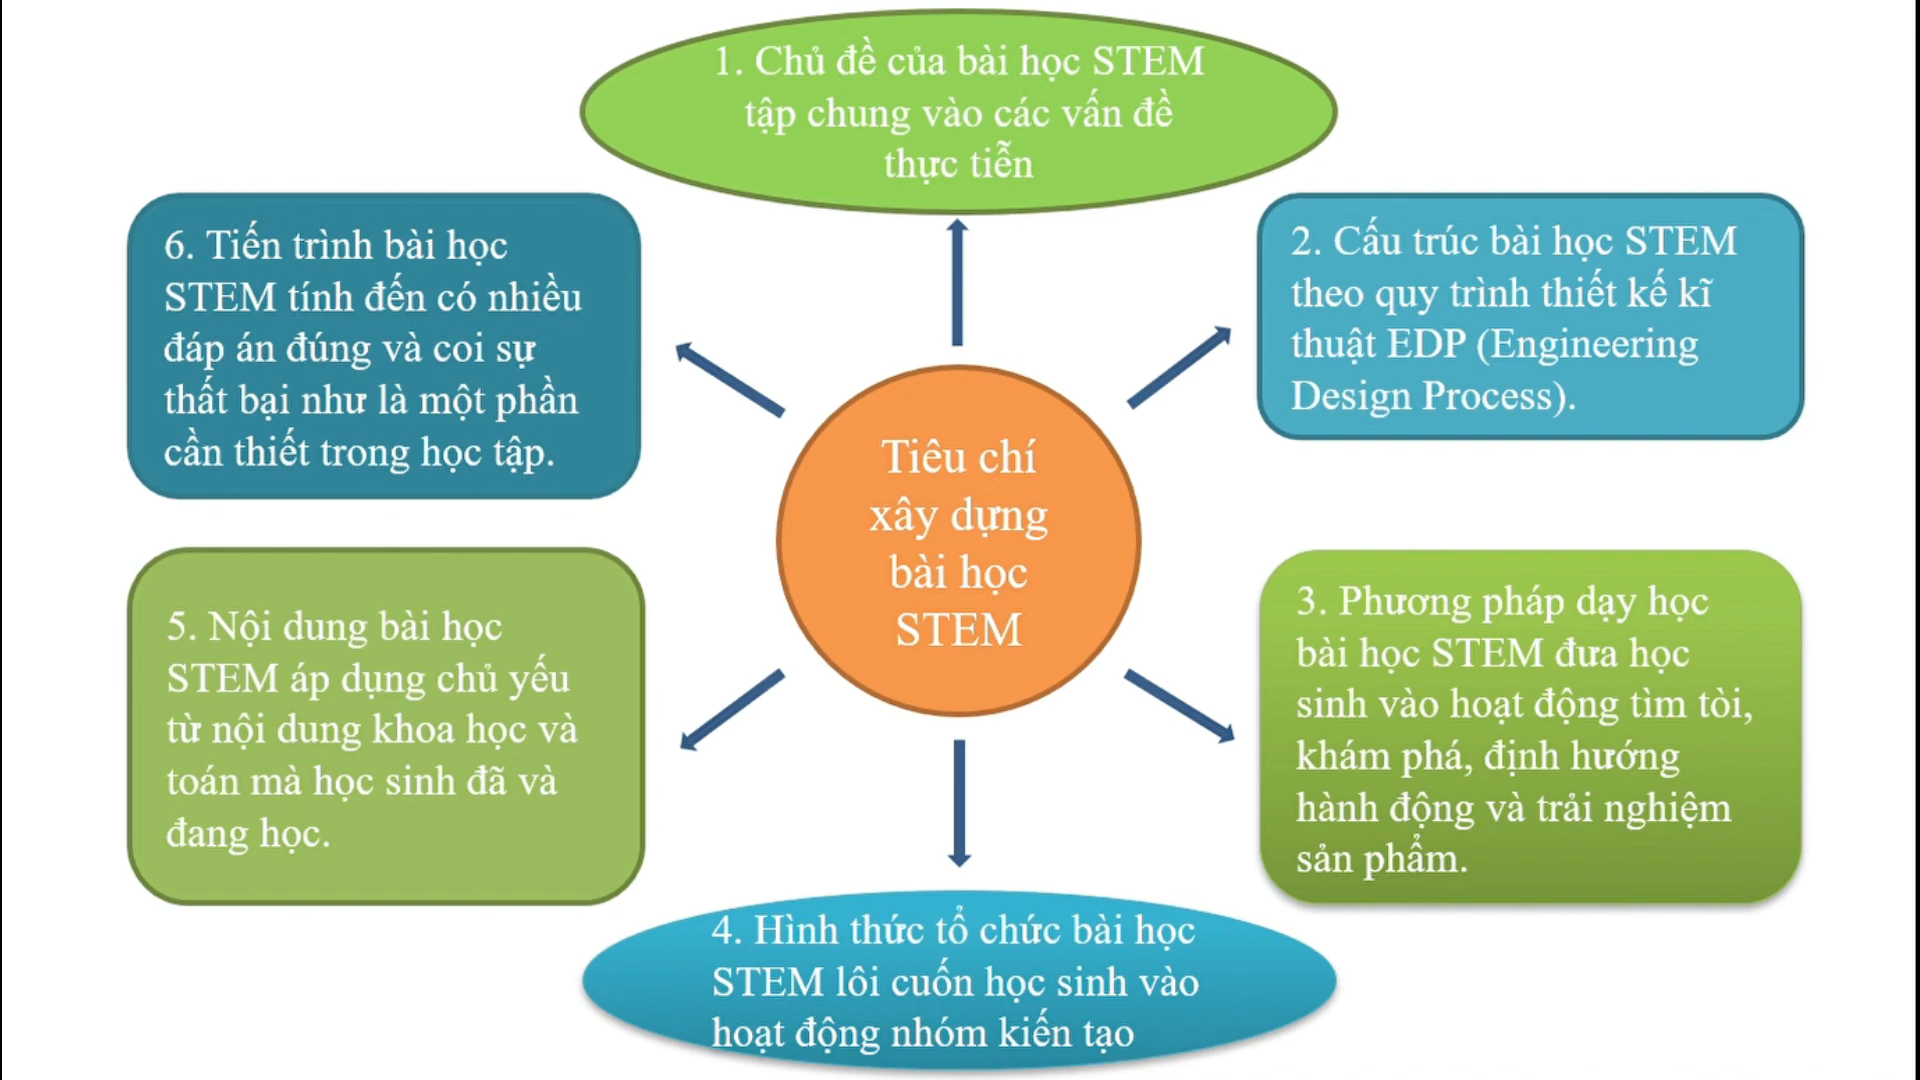 1. Chủ đề của bài học STEM
tập chung vào các vấn đề
thực tiễn
2. Cấu trúc bài học STEM
theo quy trình thiết kế kĩ
thuật EDP (Engineering
Design Process).
3. Phương pháp dạy học
bài học STEM đưa học
sinh vào hoạt động tìm tòi,
khám phá, định hướng
hành động và trải nghiệm
sản phẩm.
4. Hình thức tổ chức bài học
STEM lôi cuốn học sinh vào
hoạt động nhóm kiến tạo
5. Nội dung bài học
STEM áp dụng chủ yếu
từ nội dung khoa học và
toán mà học sinh đã và
đang học.
6. Tiến trình bài học
STEM tính đến có nhiều
đáp án đúng và coi sự
thất bại như là một phần
cần thiết trong học tập.
Tiêu chí
xây dựng
bài học
STEM